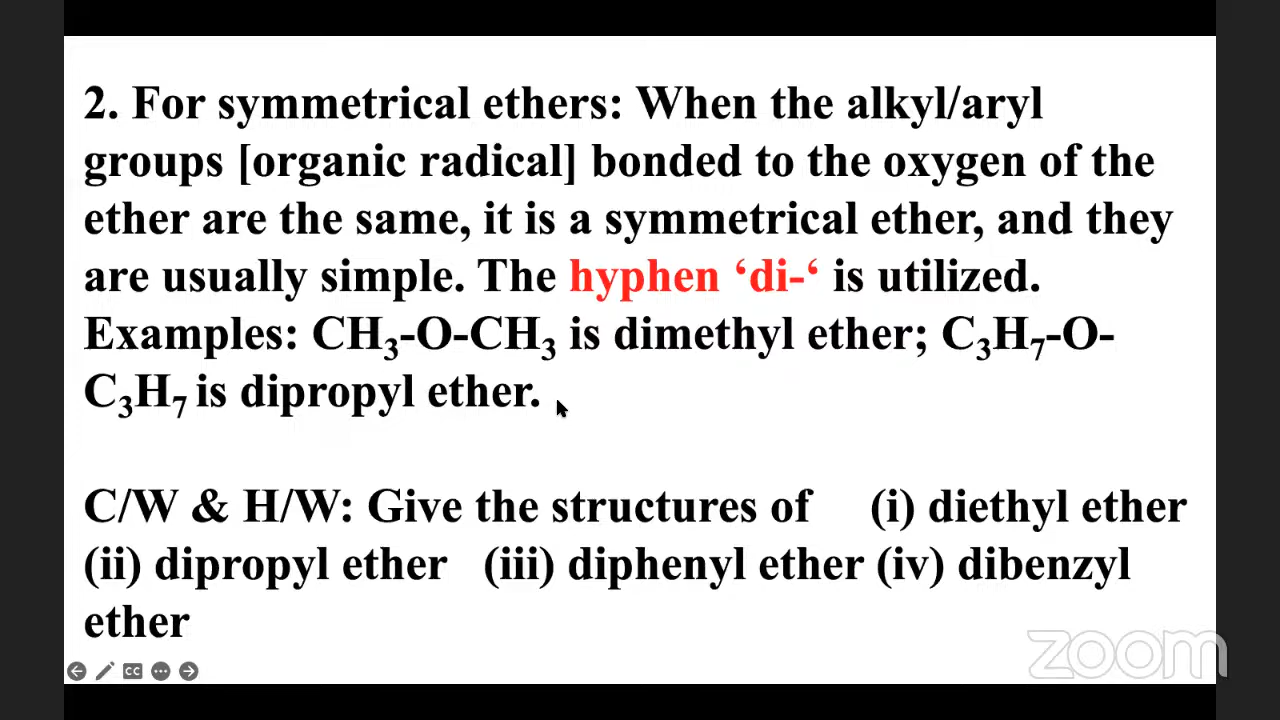 2. For symmetrical ethers: When the alkyl/aryl
groups [organic radical] bonded to the oxygen of the
ether are the same, it is a symmetrical ether, and they
are usually simple. The hyphen ‘di-‘ is utilized.
Examples: CH₃-O-CH₃ is dimethyl ether; C₃H₇-O-
C₃H₇ is dipropyl ether.
C/W & H/W: Give the structures of (i) diethyl ether
(ii) dipropyl ether (iii) diphenyl ether (iv) dibenzyl
ether
CC
zoom